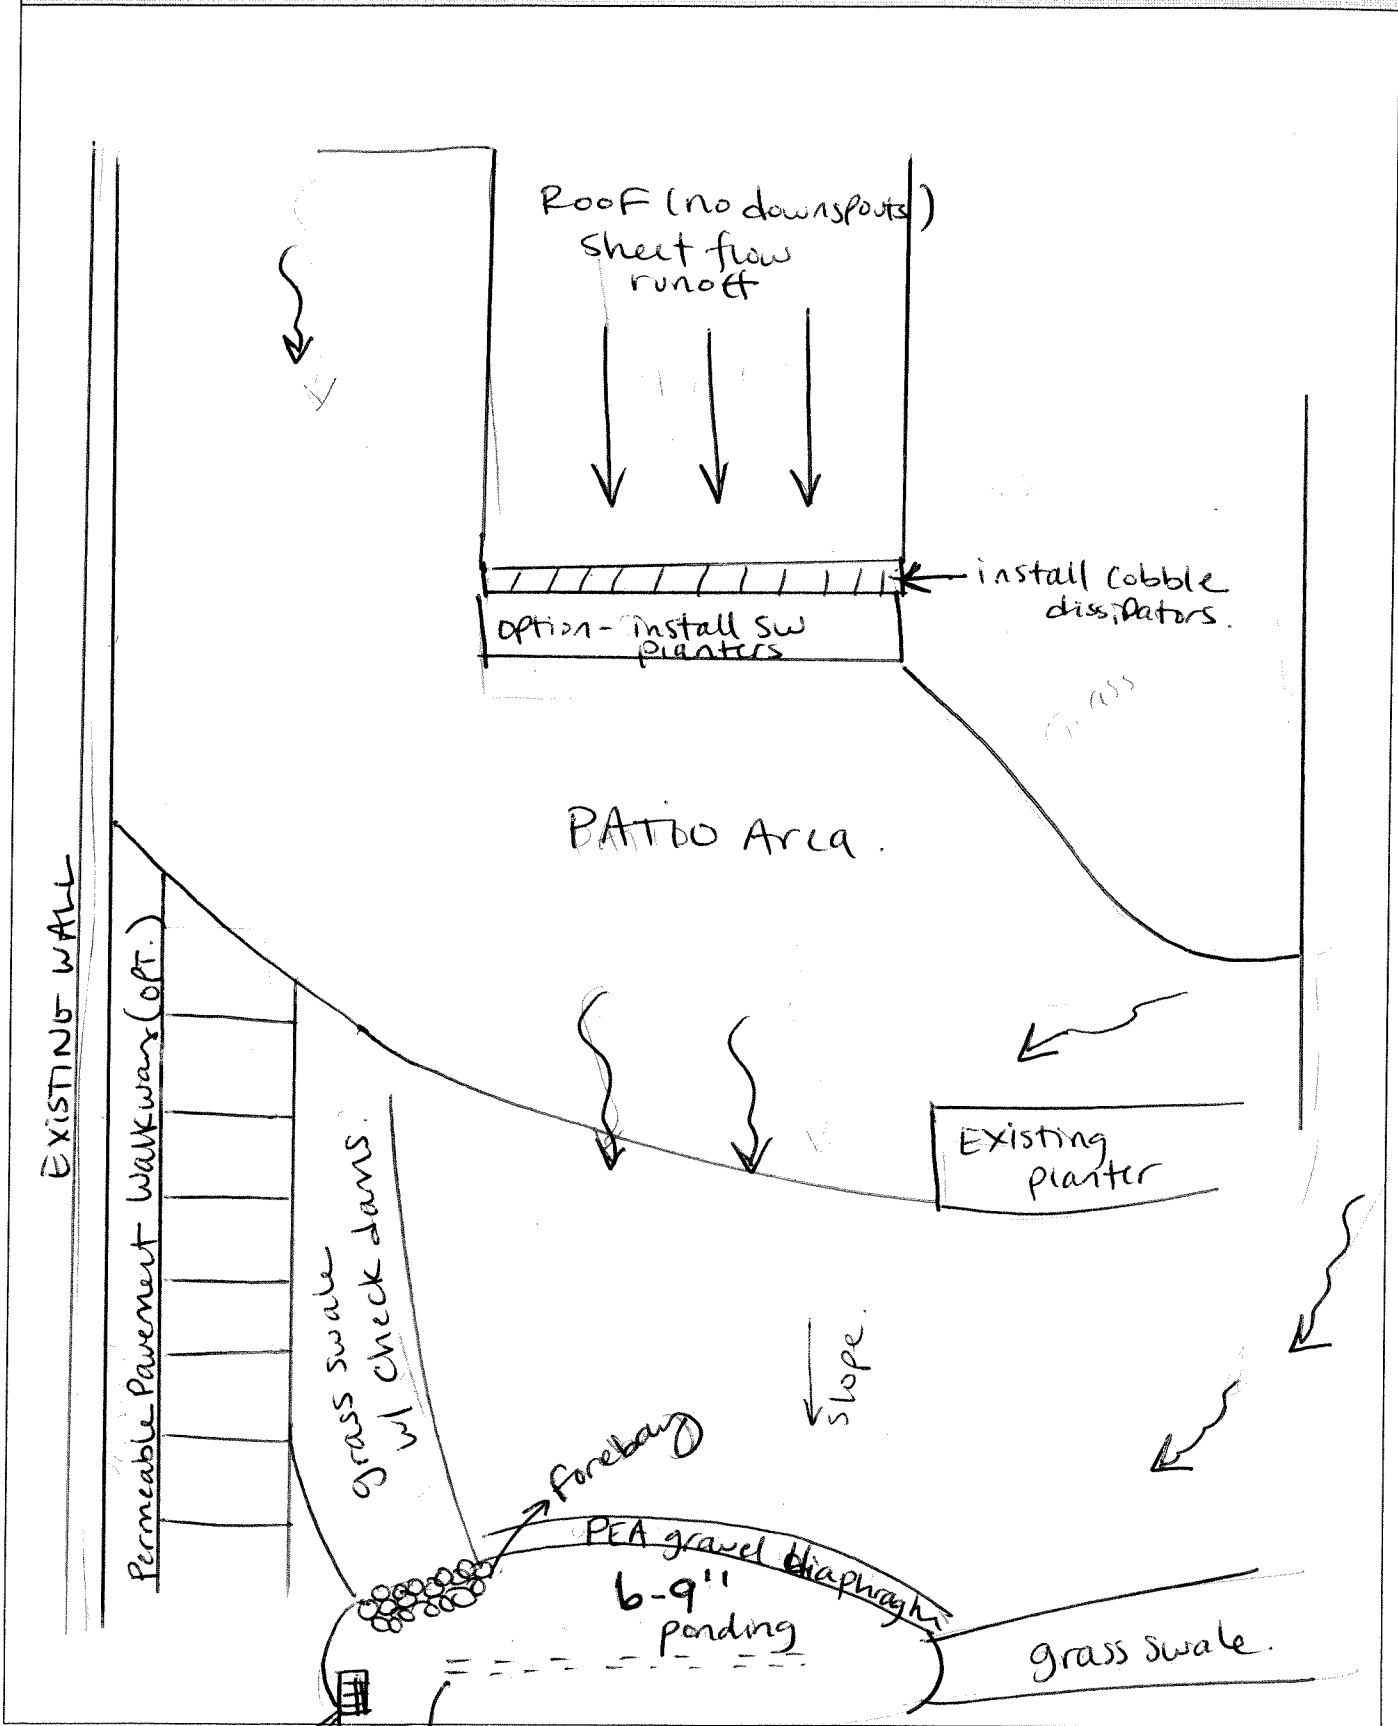 Roof (no downspouts)
sheet flow
runoff
install cobble
dissipators.
option- install SW
planters
grass
PATIO Area.
EXISTING WALL
Permeable Pavement Walkway (OPT.)
grass swale
w/ check dams.
Existing
planter
slope.
Forebay
PEA gravel diaphragm
6-9"
ponding
grass swale.